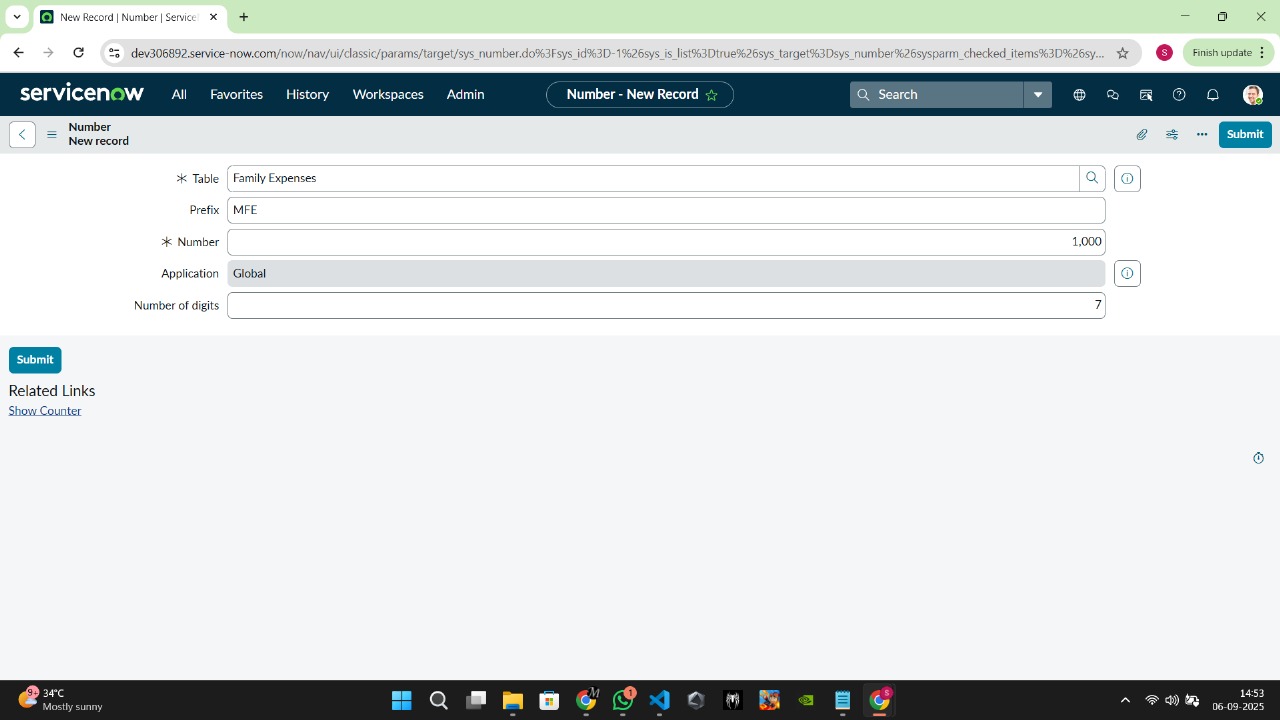 New Record | Number | Service
Finish update
dev306892.service-now.com/now/nav/ui/classic/params/target/sys_number.do%3Fsys_id%3D-1%26sys_is_list%3Dtrue%26sys_target%3Dsys_number%26sysparm_checked_items%3D%26sy...
S
servicenow
All
Favorites
History
Workspaces
Admin
Number - New Record
Search
Number
New record
Submit
Table
Family Expenses
Prefix
MFE
Number
1,000
Application
Global
Number of digits
7
Submit
Related Links
Show Counter
9+
34°C
Mostly sunny
M
1
S
14:53
06-09-2025